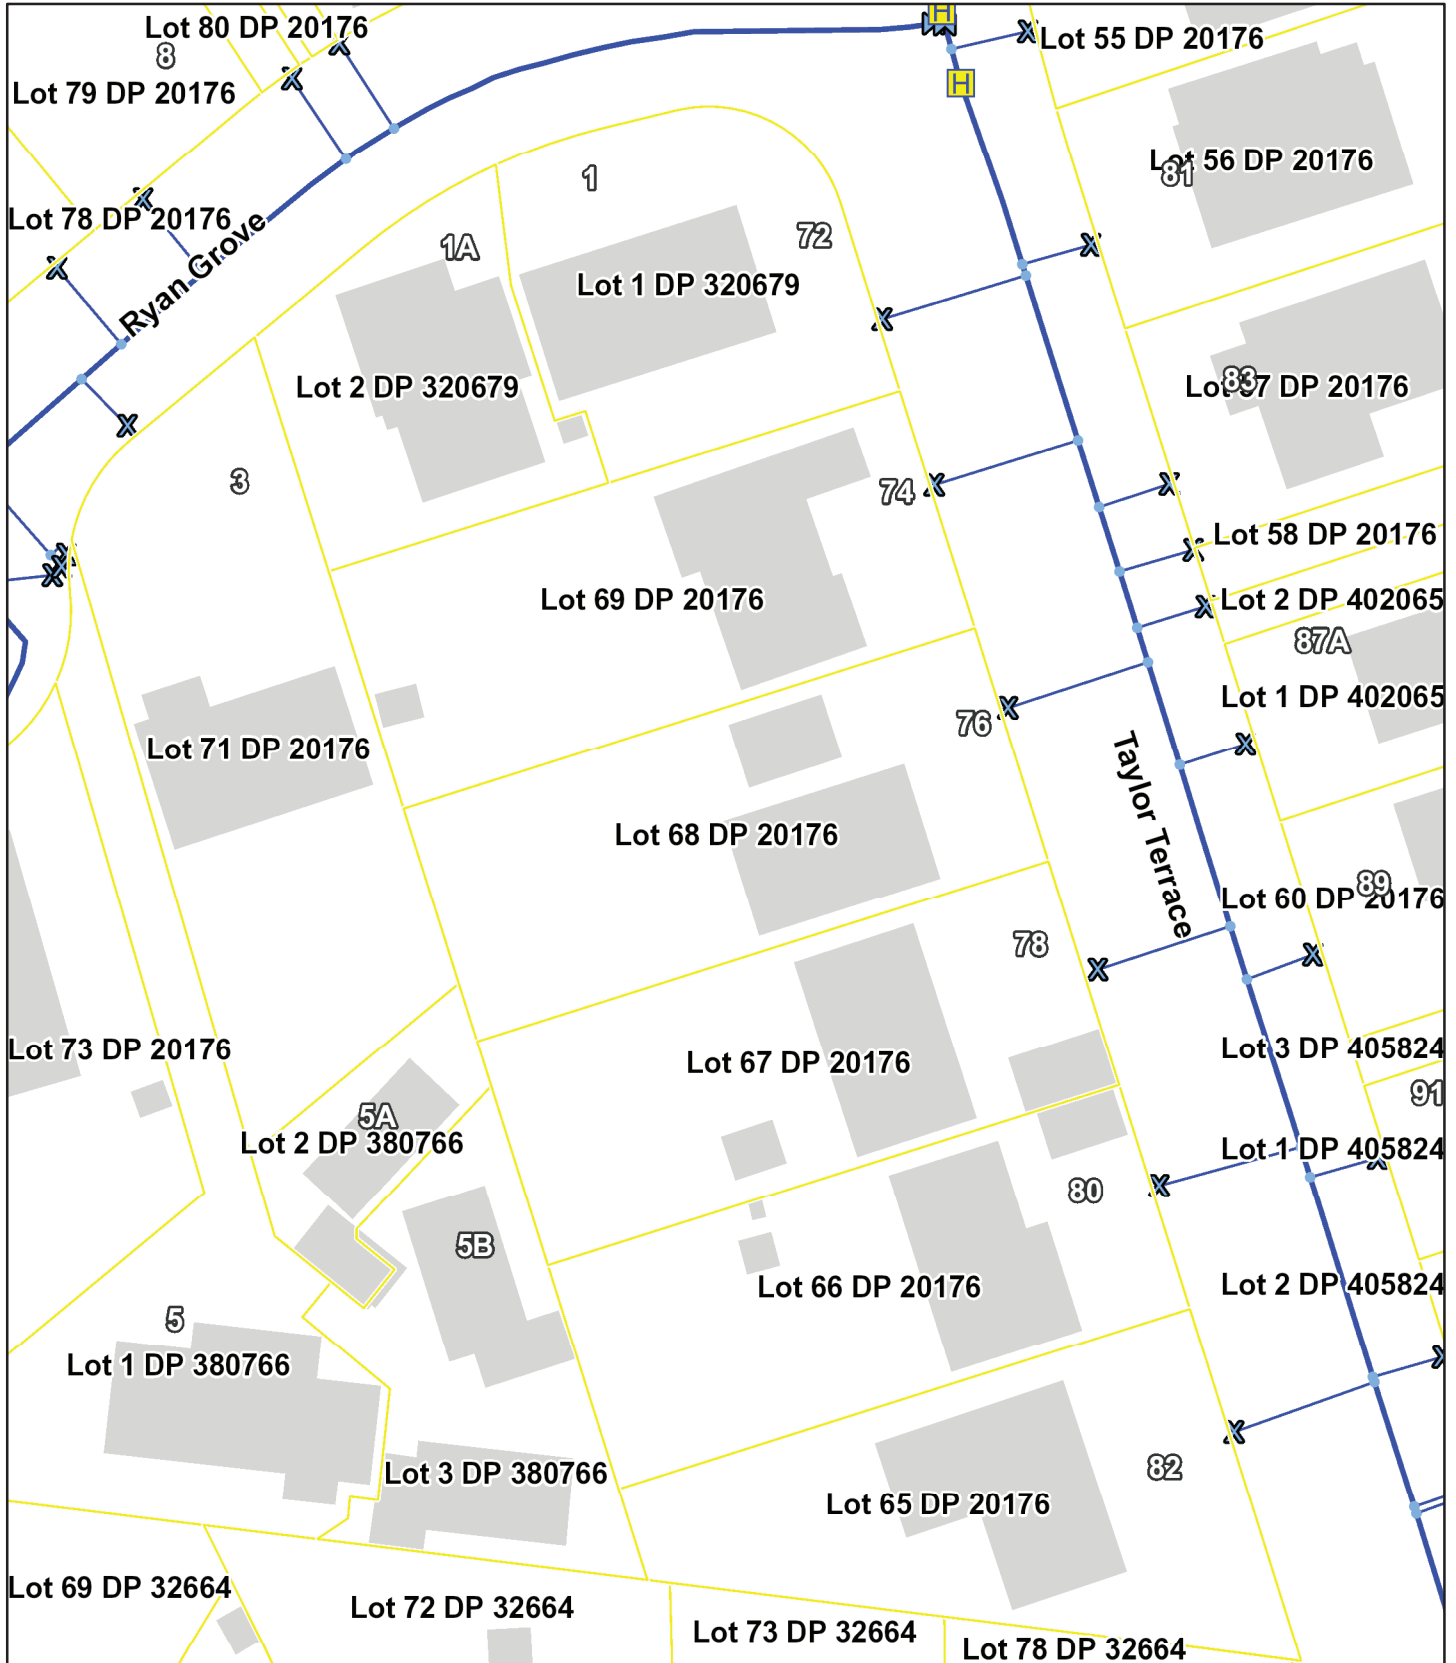 H
Lot 80 DP 20176
Lot 55 DP 20176
8
H
Lot 79 DP 20176
Lot 56 DP 20176
81
1
Lot 78 DP 20176
72
1A
Ryan Grove
Lot 1 DP 320679
83
Lot 2 DP 320679
Lot 57 DP 20176
3
74
Lot 58 DP 20176
Lot 69 DP 20176
Lot 2 DP 402065
87A
Lot 1 DP 402065
76
Lot 71 DP 20176
Taylor Terrace
Lot 68 DP 20176
89
Lot 60 DP 20176
78
Lot 73 DP 20176
Lot 3 DP 405824
Lot 67 DP 20176
91
5A
Lot 2 DP 380766
Lot 1 DP 405824
80
5B
Lot 66 DP 20176
Lot 2 DP 405824
5
Lot 1 DP 380766
82
Lot 3 DP 380766
Lot 65 DP 20176
Lot 69 DP 32664
Lot 72 DP 32664
Lot 73 DP 32664
Lot 78 DP 32664